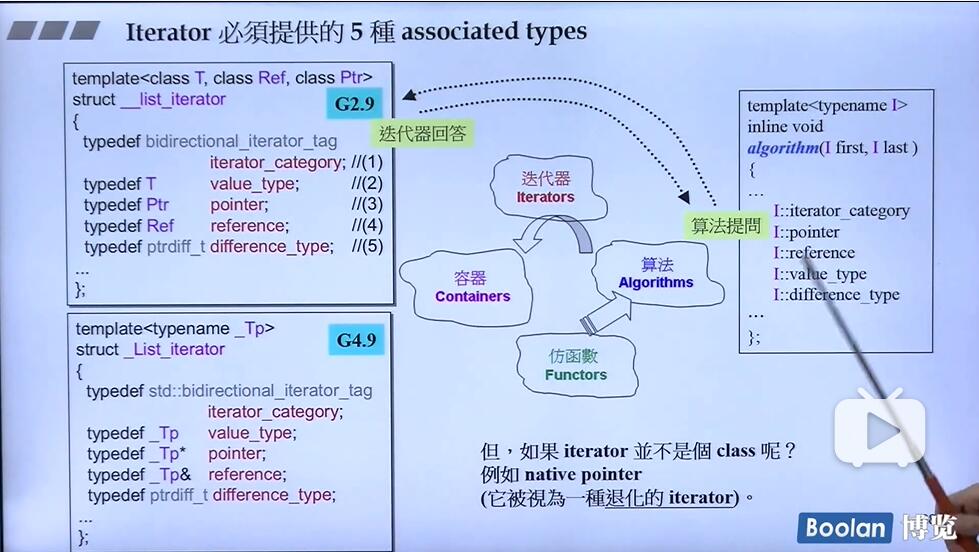 Iterator 必須提供的 5 種 associated types
template<class T, class Ref, class Ptr>
struct __list_iterator
G2.9
{
typedef bidirectional_iterator_tag
iterator_category; //(1)
typedef T value_type; //(2)
typedef Ptr pointer; //(3)
typedef Ref reference; //(4)
typedef ptrdiff_t difference_type; //(5)
...
};
template<typename _Tp>
struct _List_iterator
G4.9
{
typedef std::bidirectional_iterator_tag
iterator_category;
typedef _Tp value_type;
typedef _Tp* pointer;
typedef _Tp& reference;
typedef ptrdiff_t difference_type;
...
};
迭代器回答
迭代器
Iterators
容器
Containers
算法
Algorithms
仿函數
Functors
算法提問
template<typename I>
inline void
algorithm(I first, I last )
{
...
I::iterator_category
I::pointer
I::reference
I::value_type
I::difference_type
...
};
但，如果 iterator 並不是個 class 呢？
例如 native pointer
(它被視為一種退化的 iterator)。
Boolan 博览